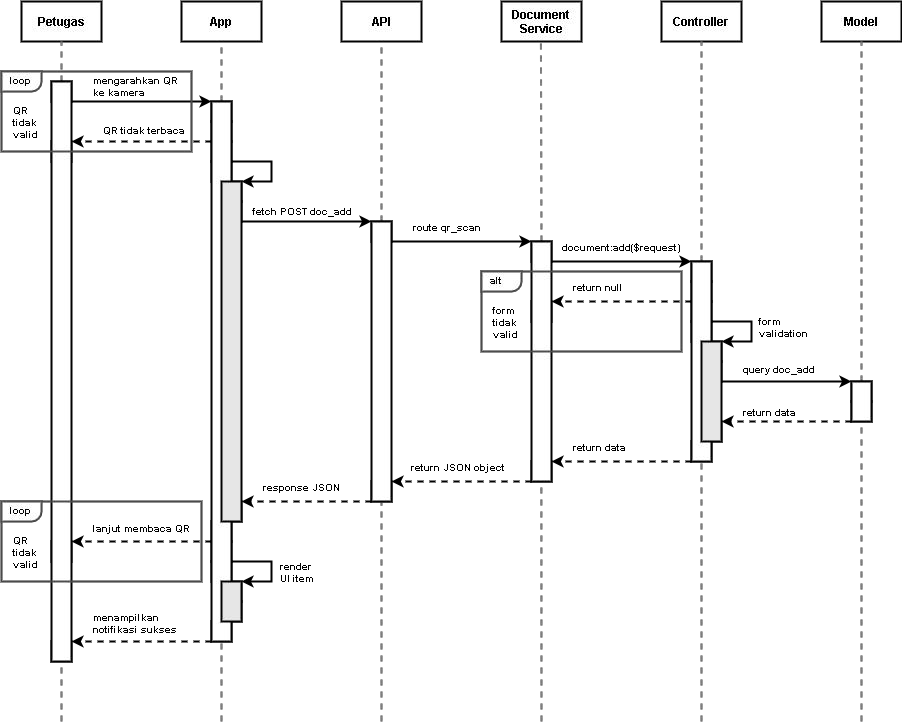 Petugas
App
API
Document
Service
Controller
Model
loop
mengarahkan QR
ke kamera
QR
tidak
valid
QR tidak terbaca
fetch POST doc_add
route qr_scan
document:add($request)
alt
return null
form
tidak
valid
form
validation
query doc_add
return data
return data
return JSON object
response JSON
loop
lanjut membaca QR
QR
tidak
valid
render
UI item
menampilkan
notifikasi sukses